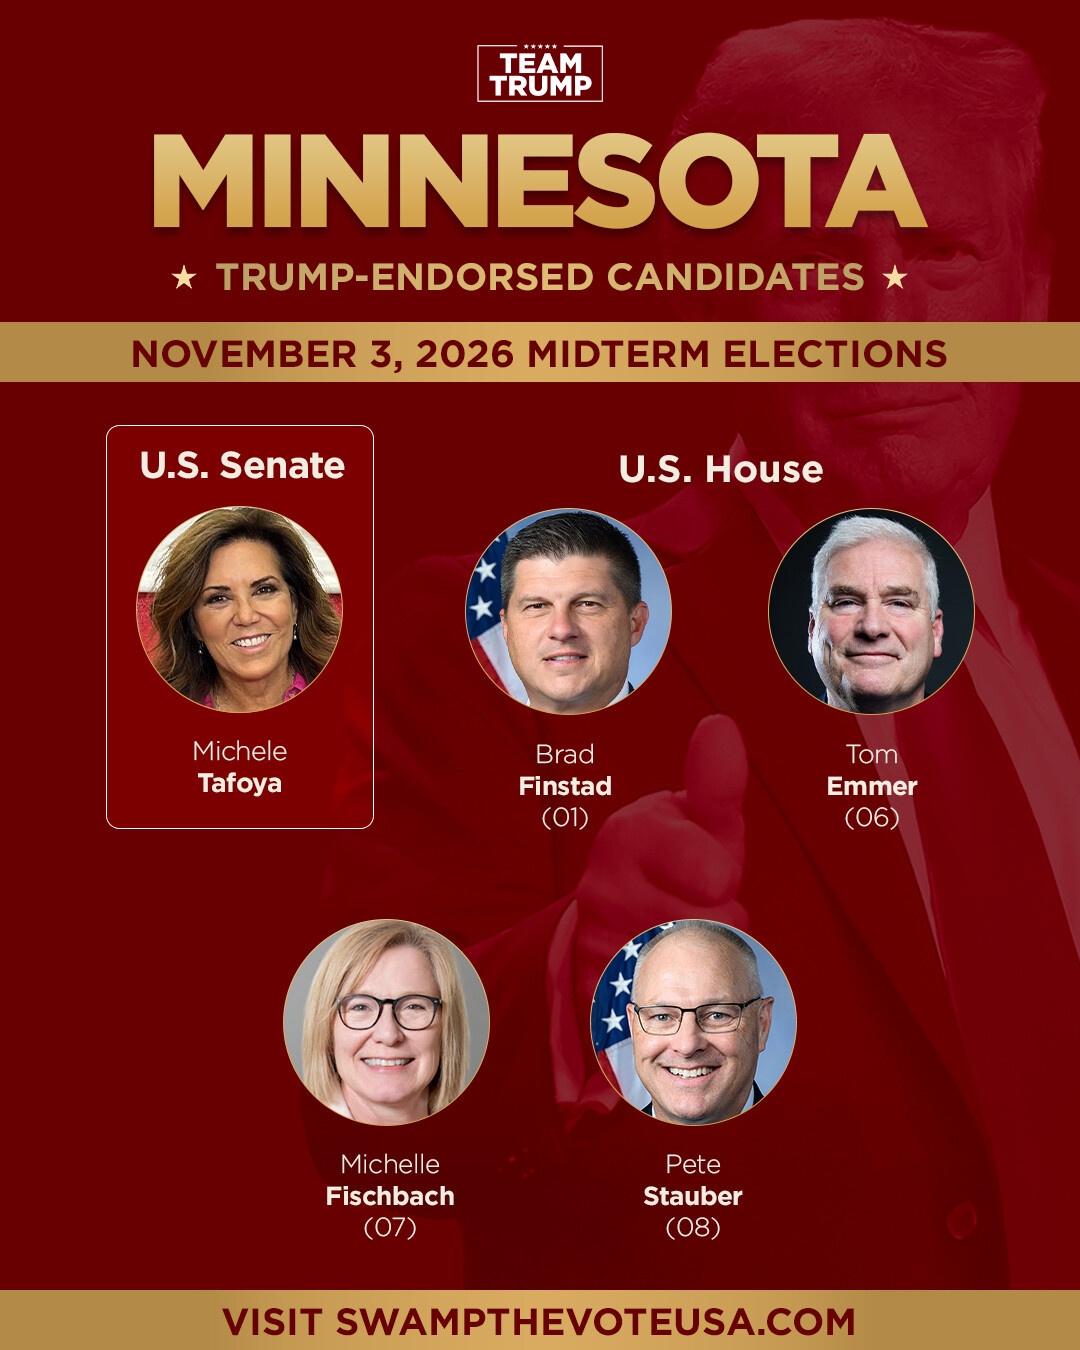 TEAM
TRUMP
MINNESOTA
★ TRUMP-ENDORSED CANDIDATES ★
NOVEMBER 3, 2026 MIDTERM ELECTIONS
U.S. Senate
Michele
Tafoya
U.S. House
Brad
Finstad
(01)
Tom
Emmer
(06)
Michelle
Fischbach
(07)
Pete
Stauber
(08)
VISIT SWAMPTHEVOTEUSA.COM